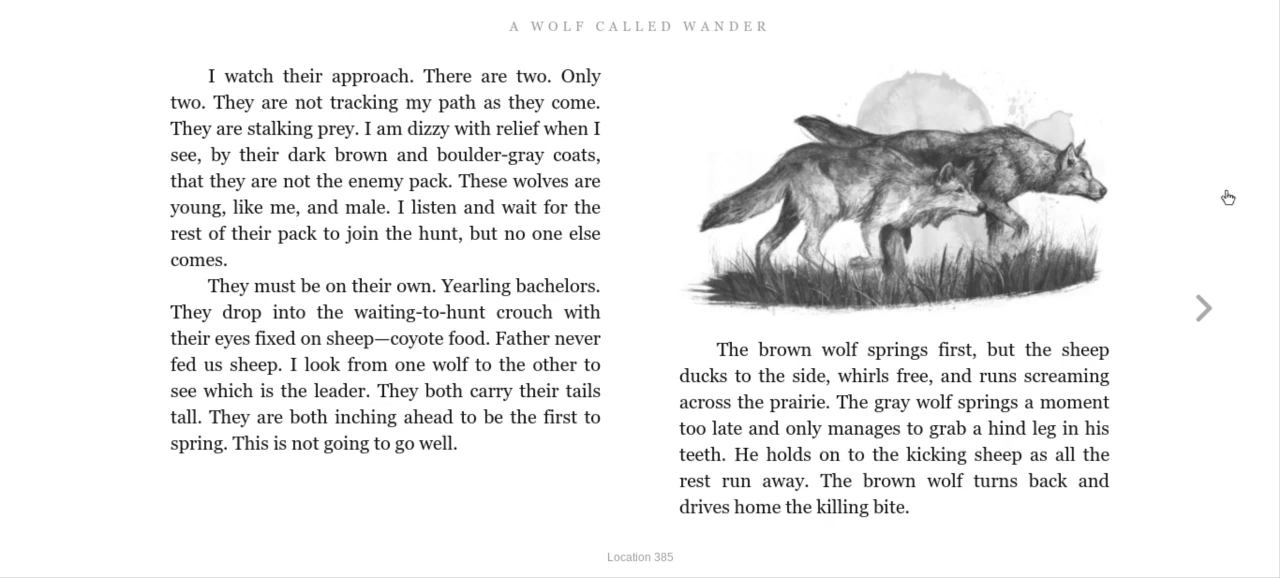 A WOLF CALLED WANDER
I watch their approach. There are two. Only
two. They are not tracking my path as they come.
They are stalking prey. I am dizzy with relief when I
see, by their dark brown and boulder-gray coats,
that they are not the enemy pack. These wolves are
young, like me, and male. I listen and wait for the
rest of their pack to join the hunt, but no one else
comes.
They must be on their own. Yearling bachelors.
They drop into the waiting-to-hunt crouch with
their eyes fixed on sheep—coyote food. Father never
fed us sheep. I look from one wolf to the other to
see which is the leader. They both carry their tails
tall. They are both inching ahead to be the first to
spring. This is not going to go well.
The brown wolf springs first, but the sheep
ducks to the side, whirls free, and runs screaming
across the prairie. The gray wolf springs a moment
too late and only manages to grab a hind leg in his
teeth. He holds on to the kicking sheep as all the
rest run away. The brown wolf turns back and
drives home the killing bite.
Location 385